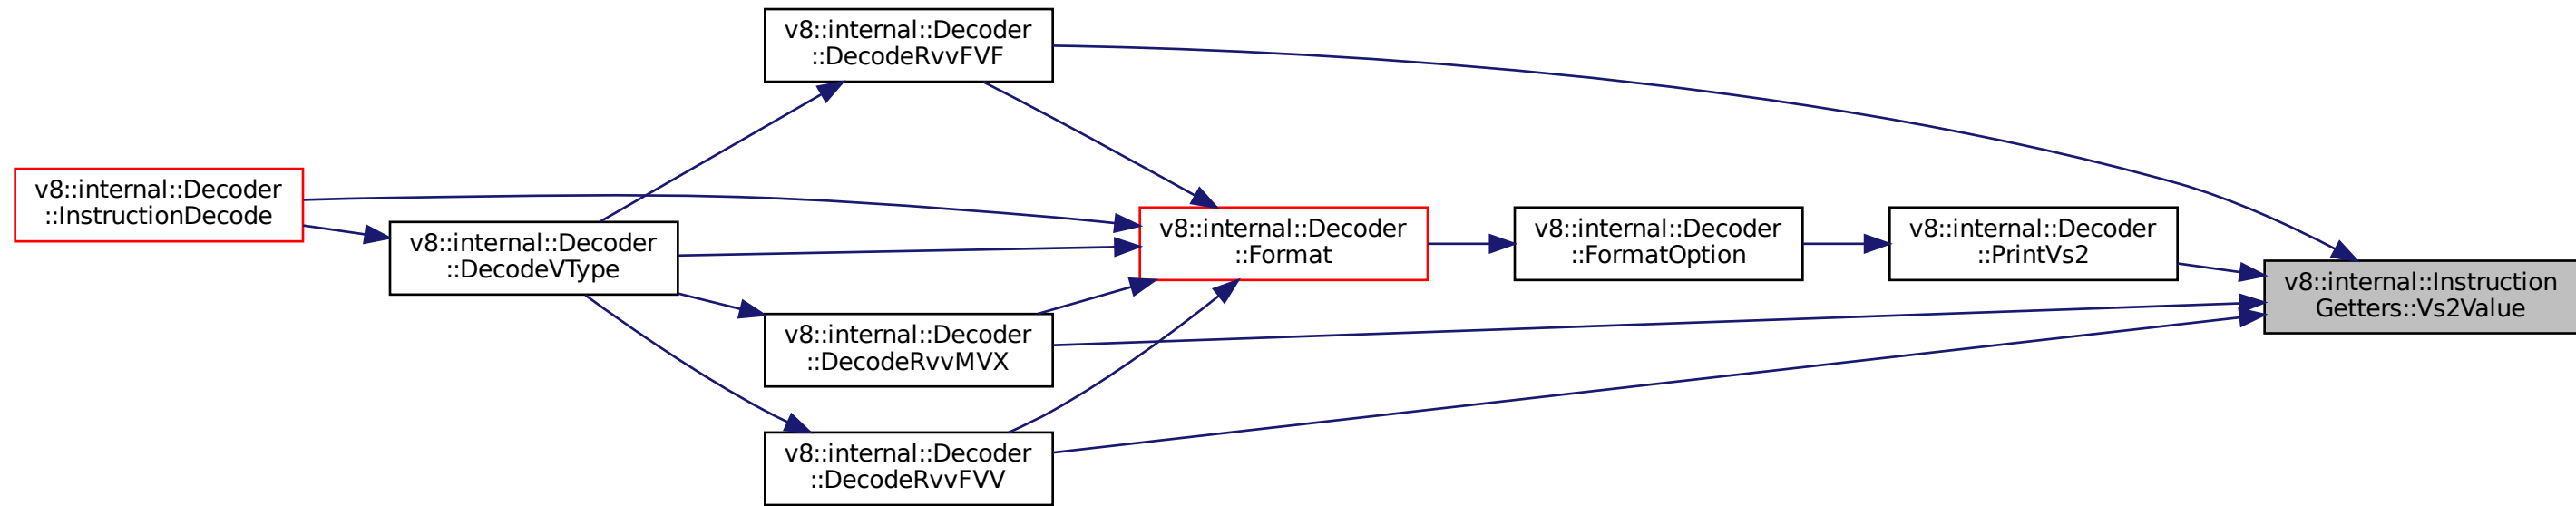 v8::internal::Decoder
::DecodeRvvFVF
v8::internal::Decoder
::InstructionDecode
v8::internal::Decoder
::DecodeVType
v8::internal::Decoder
::Format
v8::internal::Decoder
::FormatOption
v8::internal::Decoder
::PrintVs2
v8::internal::Instruction
Getters::Vs2Value
v8::internal::Decoder
::DecodeRvvMVX
v8::internal::Decoder
::DecodeRvvFVV